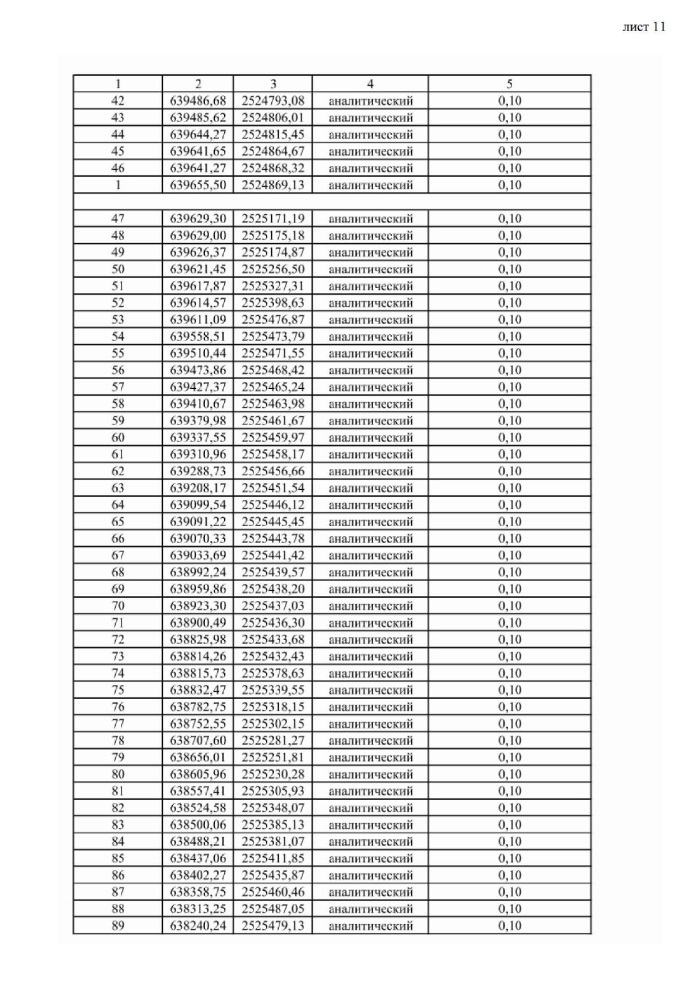 лист 11
1 2 3 4 5
42 639486,68 2524793,08 аналитический 0,10
43 639485,62 2524806,01 аналитический 0,10
44 639644,27 2524815,45 аналитический 0,10
45 639641,65 2524864,67 аналитический 0,10
46 639641,27 2524868,32 аналитический 0,10
1 639655,50 2524869,13 аналитический 0,10
47 639629,30 2525171,19 аналитический 0,10
48 639629,00 2525175,18 аналитический 0,10
49 639626,37 2525174,87 аналитический 0,10
50 639621,45 2525256,50 аналитический 0,10
51 639617,87 2525327,31 аналитический 0,10
52 639614,57 2525398,63 аналитический 0,10
53 639611,09 2525476,87 аналитический 0,10
54 639558,51 2525473,79 аналитический 0,10
55 639510,44 2525471,55 аналитический 0,10
56 639473,86 2525468,42 аналитический 0,10
57 639427,37 2525465,24 аналитический 0,10
58 639410,67 2525463,98 аналитический 0,10
59 639379,98 2525461,67 аналитический 0,10
60 639337,55 2525459,97 аналитический 0,10
61 639310,96 2525458,17 аналитический 0,10
62 639288,73 2525456,66 аналитический 0,10
63 639208,17 2525451,54 аналитический 0,10
64 639099,54 2525446,12 аналитический 0,10
65 639091,22 2525445,45 аналитический 0,10
66 639070,33 2525443,78 аналитический 0,10
67 639033,69 2525441,42 аналитический 0,10
68 638992,24 2525439,57 аналитический 0,10
69 638959,86 2525438,20 аналитический 0,10
70 638923,30 2525437,03 аналитический 0,10
71 638900,49 2525436,30 аналитический 0,10
72 638825,98 2525433,68 аналитический 0,10
73 638814,26 2525432,43 аналитический 0,10
74 638815,73 2525378,63 аналитический 0,10
75 638832,47 2525339,55 аналитический 0,10
76 638782,75 2525318,15 аналитический 0,10
77 638752,55 2525302,15 аналитический 0,10
78 638707,60 2525281,27 аналитический 0,10
79 638656,01 2525251,81 аналитический 0,10
80 638605,96 2525230,28 аналитический 0,10
81 638557,41 2525305,93 аналитический 0,10
82 638524,58 2525348,07 аналитический 0,10
83 638500,06 2525385,13 аналитический 0,10
84 638488,21 2525381,07 аналитический 0,10
85 638437,06 2525411,85 аналитический 0,10
86 638402,27 2525435,87 аналитический 0,10
87 638358,75 2525460,46 аналитический 0,10
88 638313,25 2525487,05 аналитический 0,10
89 638240,24 2525479,13 аналитический 0,10